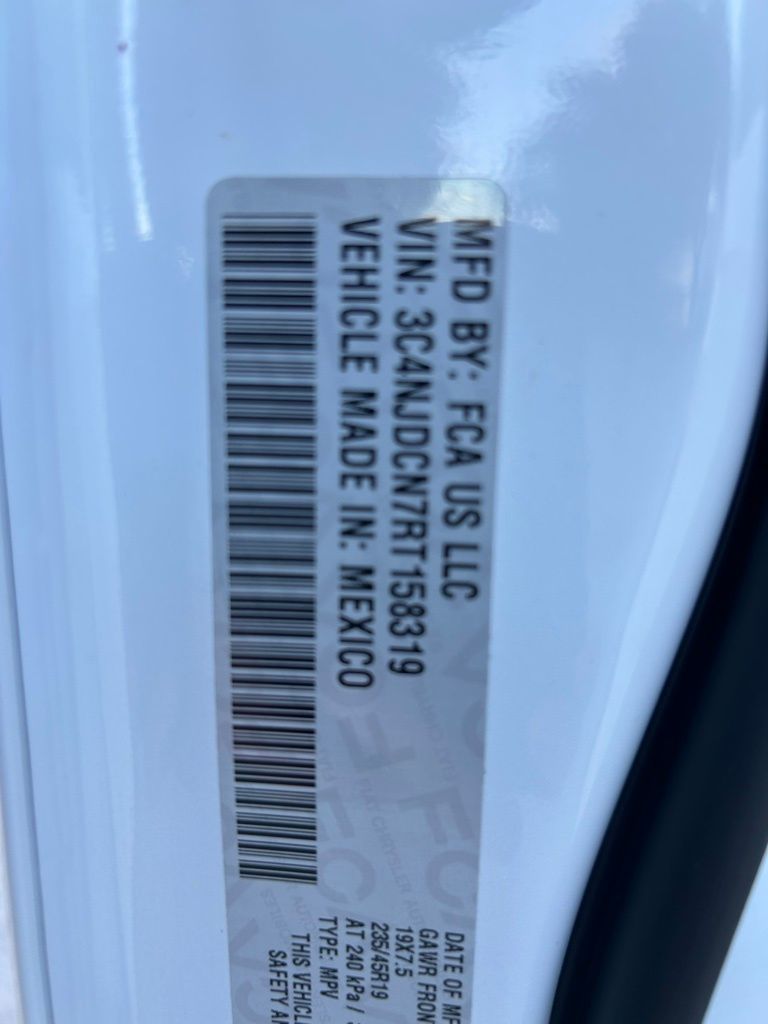 MFD BY: FCA US LLC
VIN: 3C4NJDCN7RT158319
VEHICLE MADE IN: MEXICO
DATE OF MF
GAWR FRON
19X7.5
235/45R19
AT 240 kPa /
TYPE: MPV
THIS VEHICL
SAFETY AN